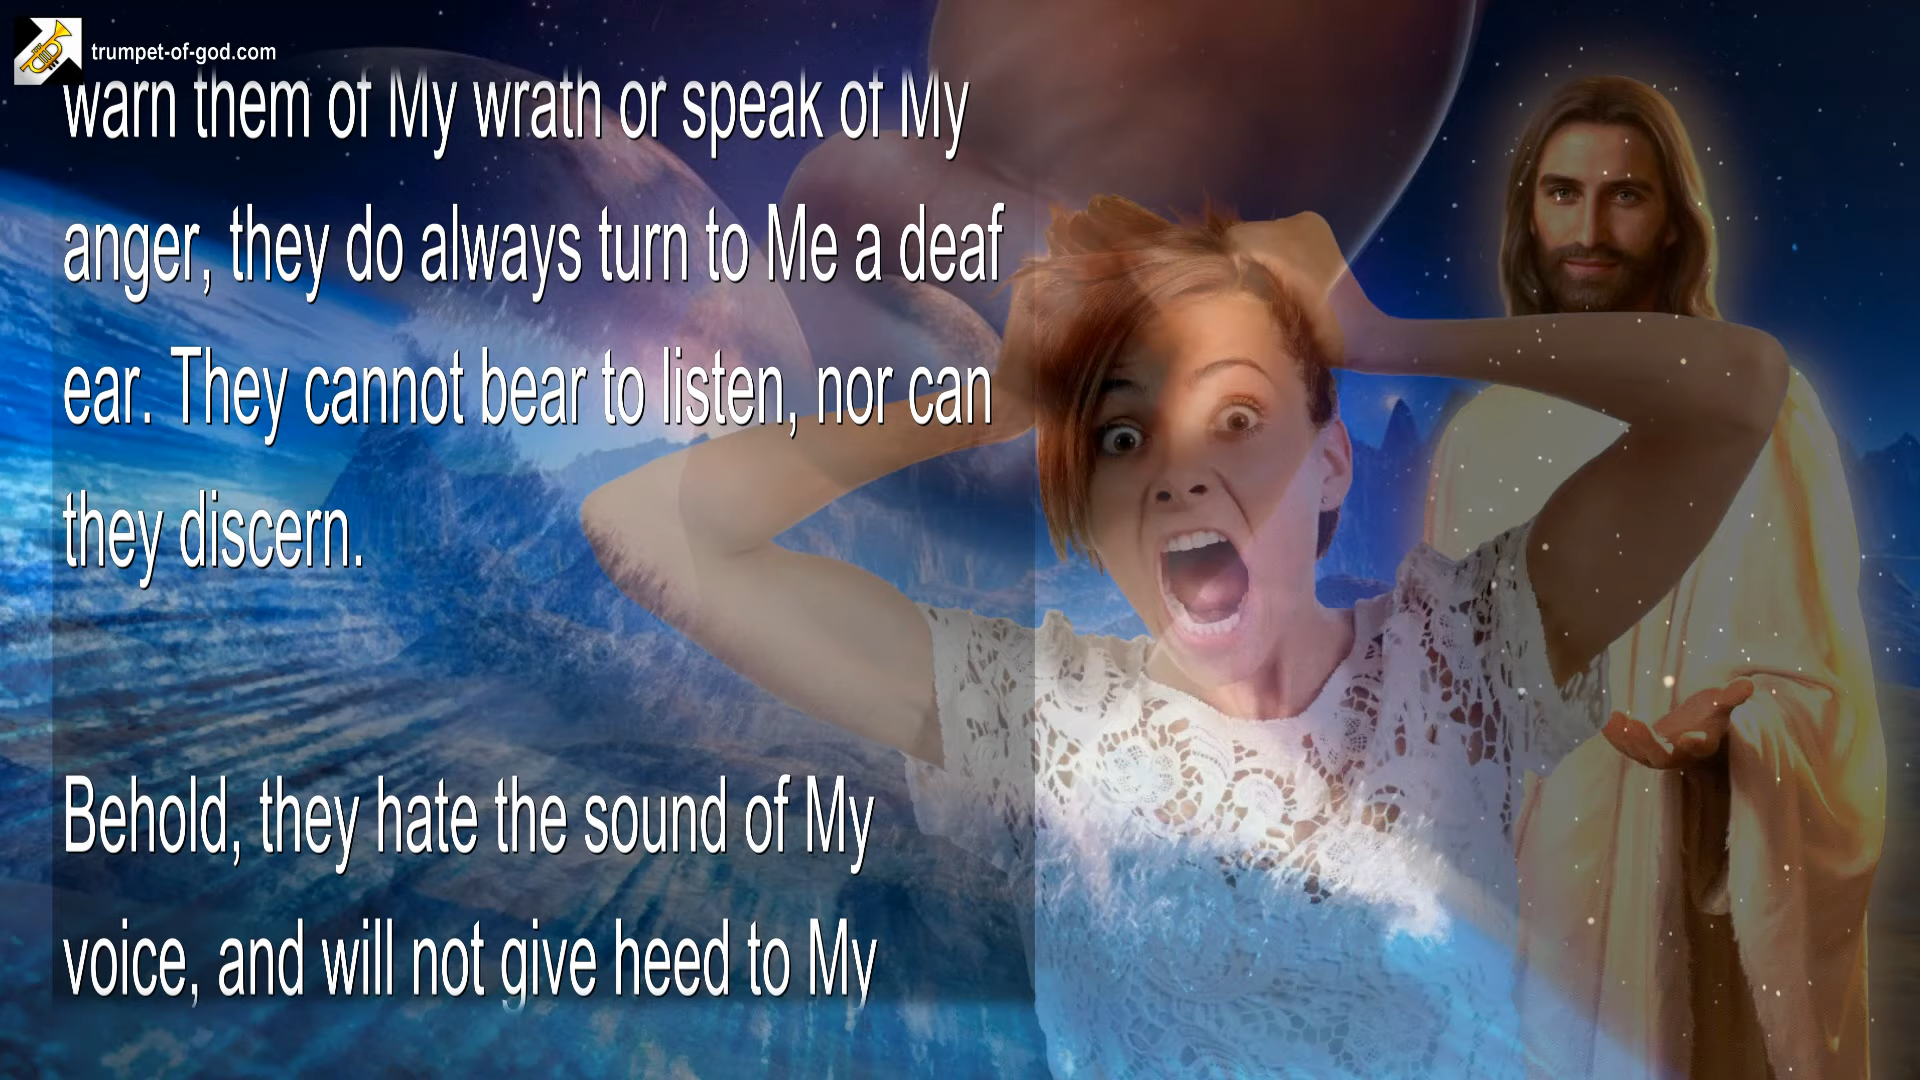 trumpet-of-god.com
warn them of My wrath or speak of My
anger, they do always turn to Me a deaf
ear. They cannot bear to listen, nor can
they discern.
Behold, they hate the sound of My
voice, and will not give heed to My